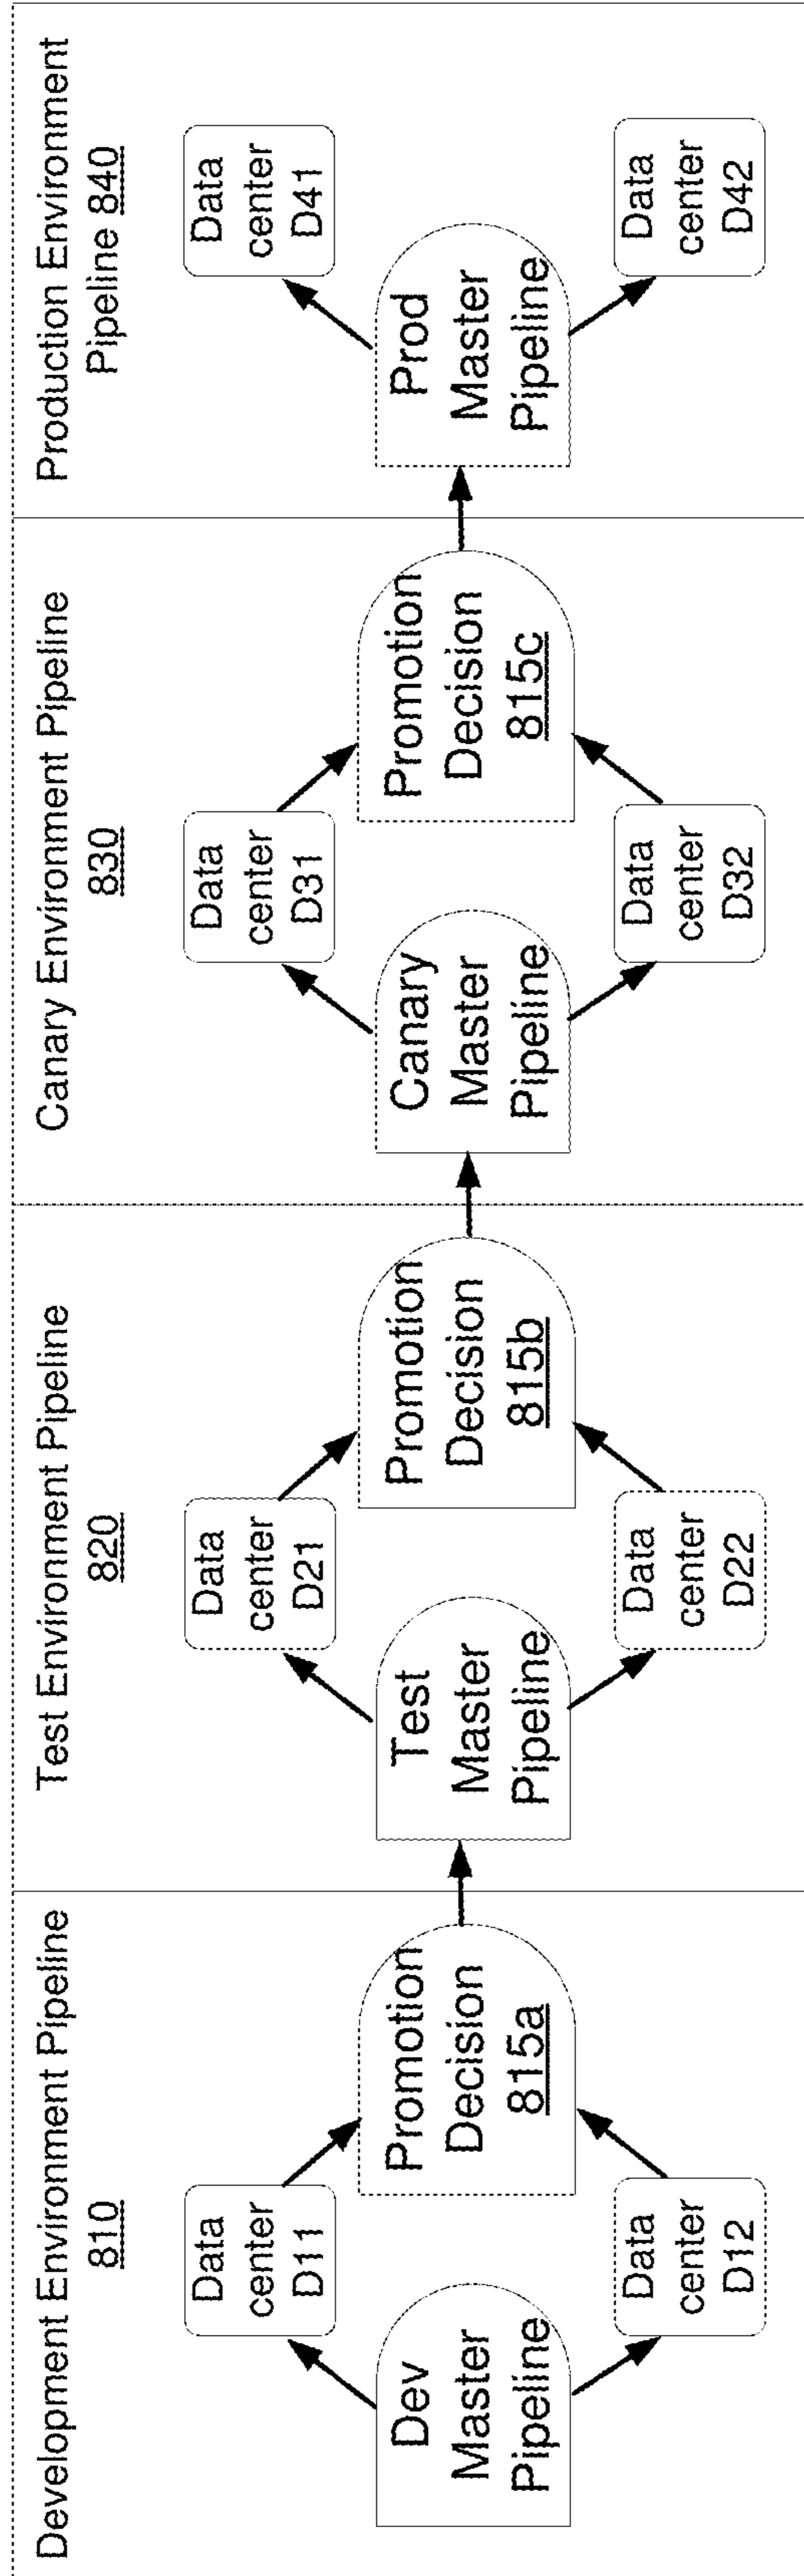 Development Environment Pipeline
810
Data
center
D11
Dev
Master
Pipeline
Promotion
Decision
815a
Data
center
D12
Test Environment Pipeline
820
Data
center
D21
Test
Master
Pipeline
Promotion
Decision
815b
Data
center
D22
Canary Environment Pipeline
830
Data
center
D31
Canary
Master
Pipeline
Promotion
Decision
815c
Data
center
D32
Production Environment
Pipeline 840
Data
center
D41
Prod
Master
Pipeline
Data
center
D42